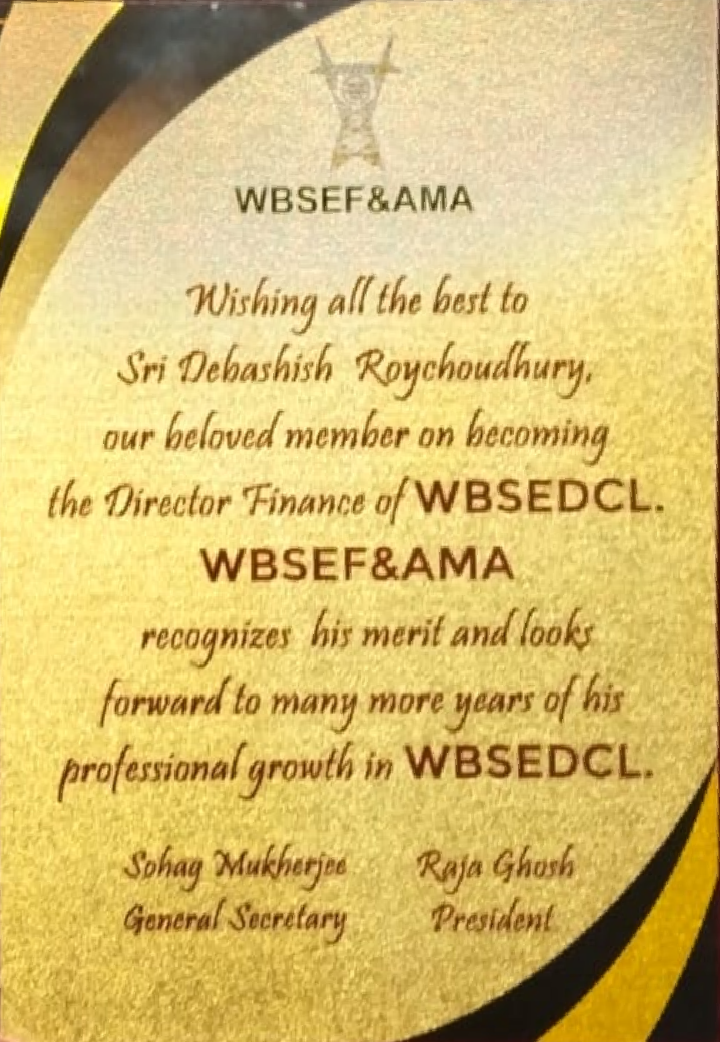 WBSEF&AMA
Wishing all the best to
Sri Debashish Roychoudhury,
our beloved member on becoming
the Director Finance of WBSEDCL.
WBSEF&AMA
recognizes his merit and looks
forward to many more years of his
professional growth in WBSEDCL.
Sohag Mukherjee Raja Ghosh
General Secretary President